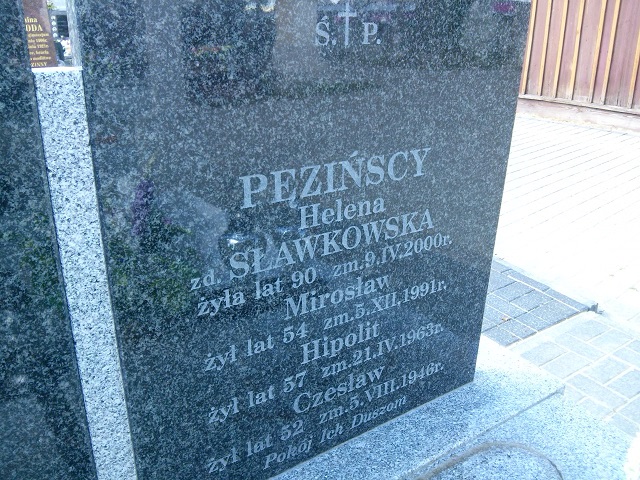 Ś. P.
PĘZIŃSCY
Helena
zd. SŁAWKOWSKA
żyła lat 90 zm. 9.IV.2000r.
Mirosław
żył lat 54 zm. 5.XII.1991r.
Hipolit
żył lat 57 zm. 21.IV.1963r.
Czesław
żył lat 52 zm. 5.VIII.1946r.
Pokój Ich Duszom